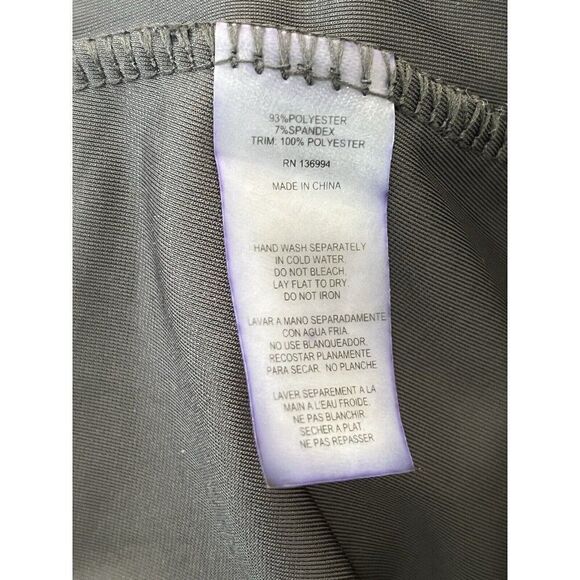 93%POLYESTER
7%SPANDEX
TRIM: 100% POLYESTER
RN 136994
MADE IN CHINA
HAND WASH SEPARATELY
IN COLD WATER.
DO NOT BLEACH.
LAY FLAT TO DRY.
DO NOT IRON
LAVAR A MANO SEPARADAMENTE
CON AGUA FRIA.
NO USE BLANQUEADOR.
RECOSTAR PLANAMENTE
PARA SECAR. NO PLANCHE
LAVER SEPAREMENT A LA
MAIN A L'EAU FROIDE.
NE PAS BLANCHIR.
SECHER A PLAT
NE PAS REPASSER